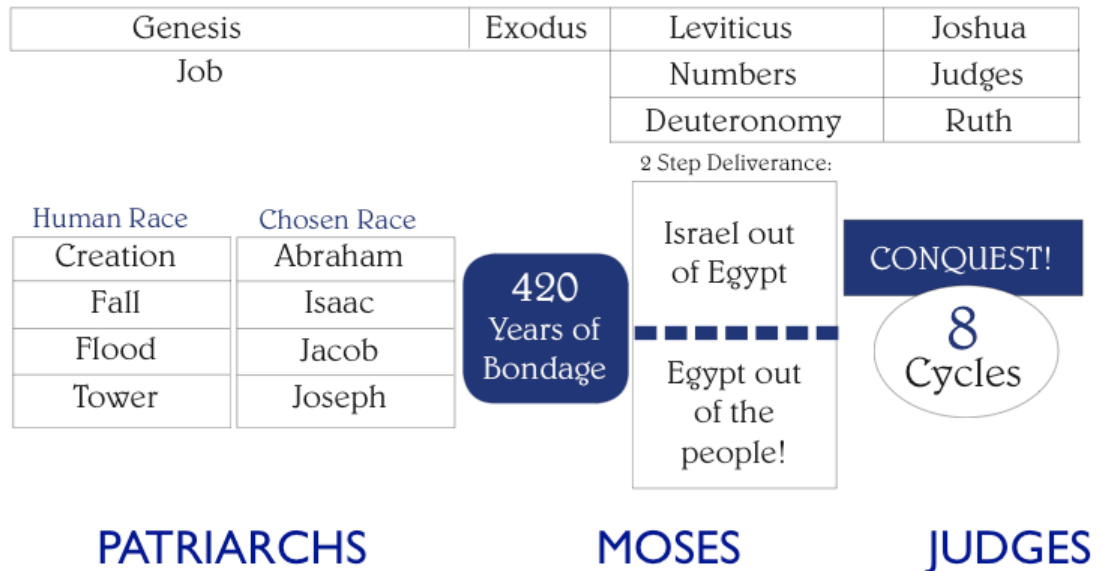 Genesis
Exodus
Leviticus
Joshua
Job
Numbers
Judges
Deuteronomy
Ruth
2 Step Deliverance:
Human Race
Chosen Race
Creation
Abraham
Fall
Isaac
Flood
Jacob
Tower
Joseph
420
Years of
Bondage
Israel out
of Egypt
Egypt out
of the
people!
CONQUEST!
8
Cycles
PATRIARCHS
MOSES
JUDGES